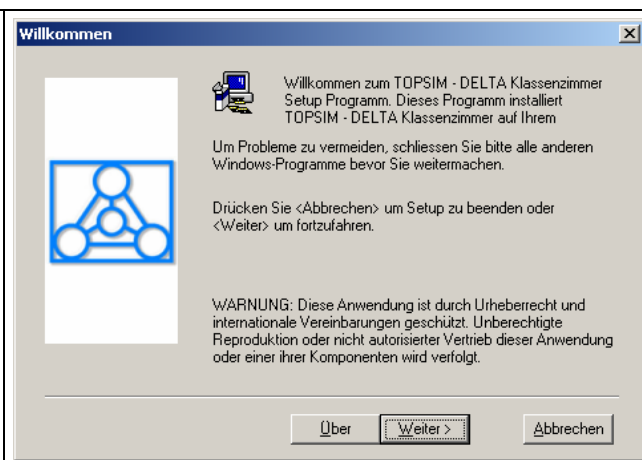 Willkommen
Willkommen zum TOPSIM - DELTA Klassenzimmer
Setup Programm. Dieses Programm installiert
TOPSIM - DELTA Klassenzimmer auf Ihrem
Um Probleme zu vermeiden, schliessen Sie bitte alle anderen
Windows-Programme bevor Sie weitermachen.
Drücken Sie <Abbrechen> um Setup zu beenden oder
<Weiter> um fortzufahren.
WARNUNG: Diese Anwendung ist durch Urheberrecht und
internationale Vereinbarungen geschützt. Unberechtigte
Reproduktion oder nicht autorisierter Vertrieb dieser Anwendung
oder einer ihrer Komponenten wird verfolgt.
Über
Weiter >
Abbrechen